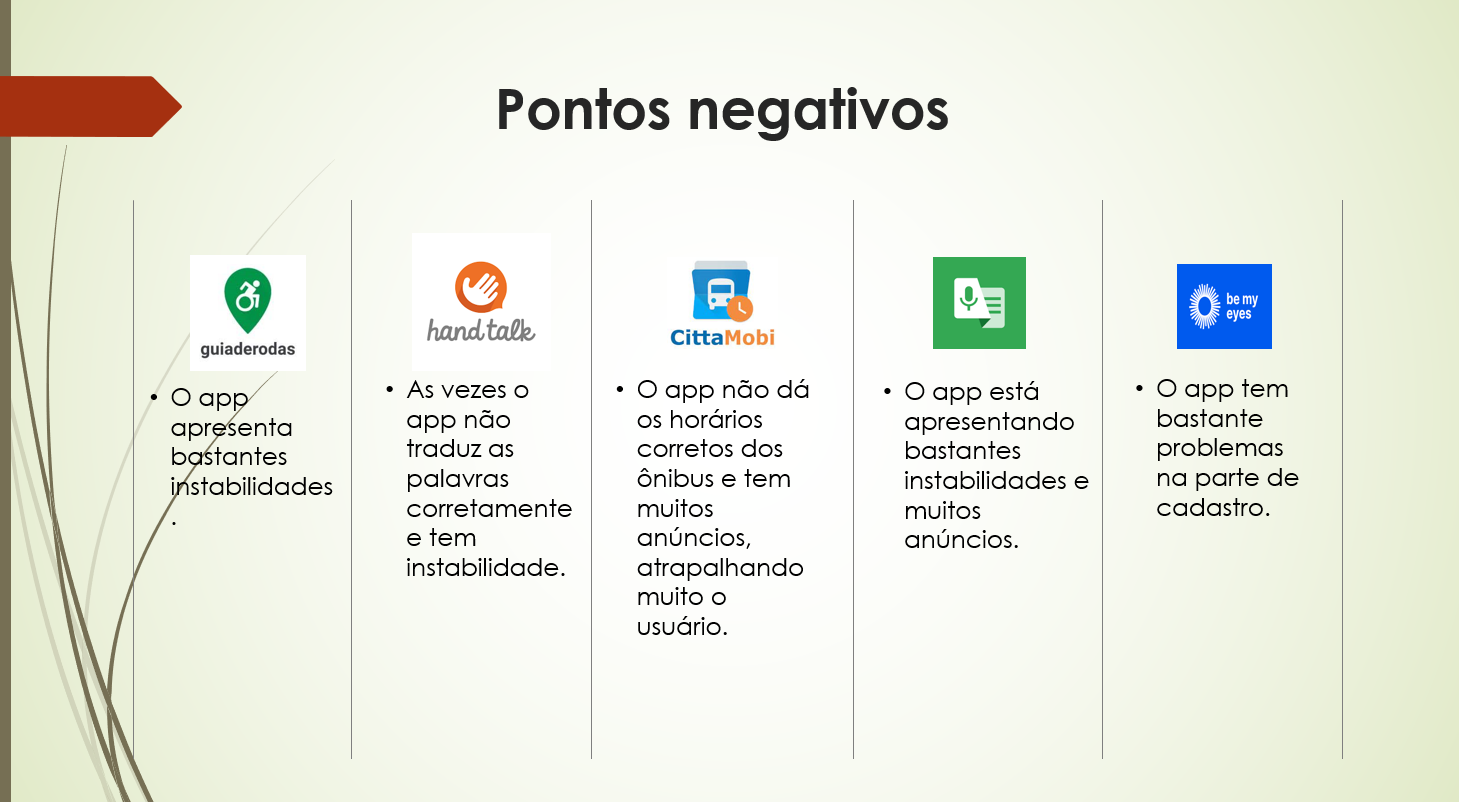 Pontos negativos
guiaderodas
• O app
apresenta
bastantes
instabilidades
.
hand talk
• As vezes o
app não
traduz as
palavras
corretamente
e tem
instabilidade.
CittaMobi
• O app não dá
os horários
corretos dos
ônibus e tem
muitos
anúncios,
atrapalhando
muito o
usuário.
• O app está
apresentando
bastantes
instabilidades e
muitos
anúncios.
be my
eyes
• O app tem
bastante
problemas
na parte de
cadastro.